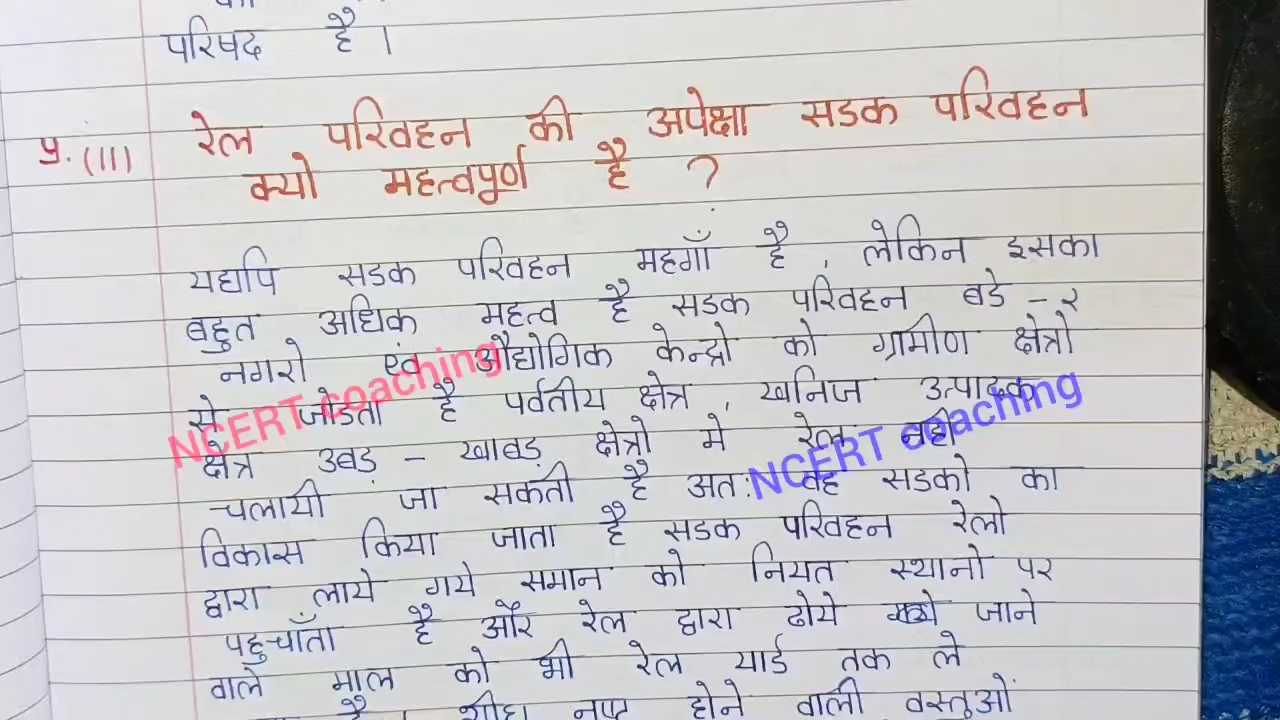 परिषद है।
प्र.(III) रेल परिवहन की अपेक्षा सडक परिवहन
क्यो महत्वपूर्ण है ?
यद्यपि सडक परिवहन महगाँ है, लेकिन इसका
बहुत अधिक महत्व है सडक परिवहन बडे -२
नगरो एंव औद्योगिक केन्द्रो को ग्रामीण क्षेत्रो
से जोडता है पर्वतीय क्षेत्र, खनिज उत्पादक
क्षेत्र उबड़ - खाबड़ क्षेत्रो मे रेल नही
चलायी जा सकती है अत: वह सडको का
विकास किया जाता है सडक परिवहन रेलो
द्वारा लाये गये समान को नियत स्थानो पर
पहुचाँता है और रेल द्वारा ढोये जाने
वाले माल को भी रेल यार्ड तक ले
है। शीघ्र नष्ट होने वाली वस्तुओं
NCERT coaching
NCERT coaching